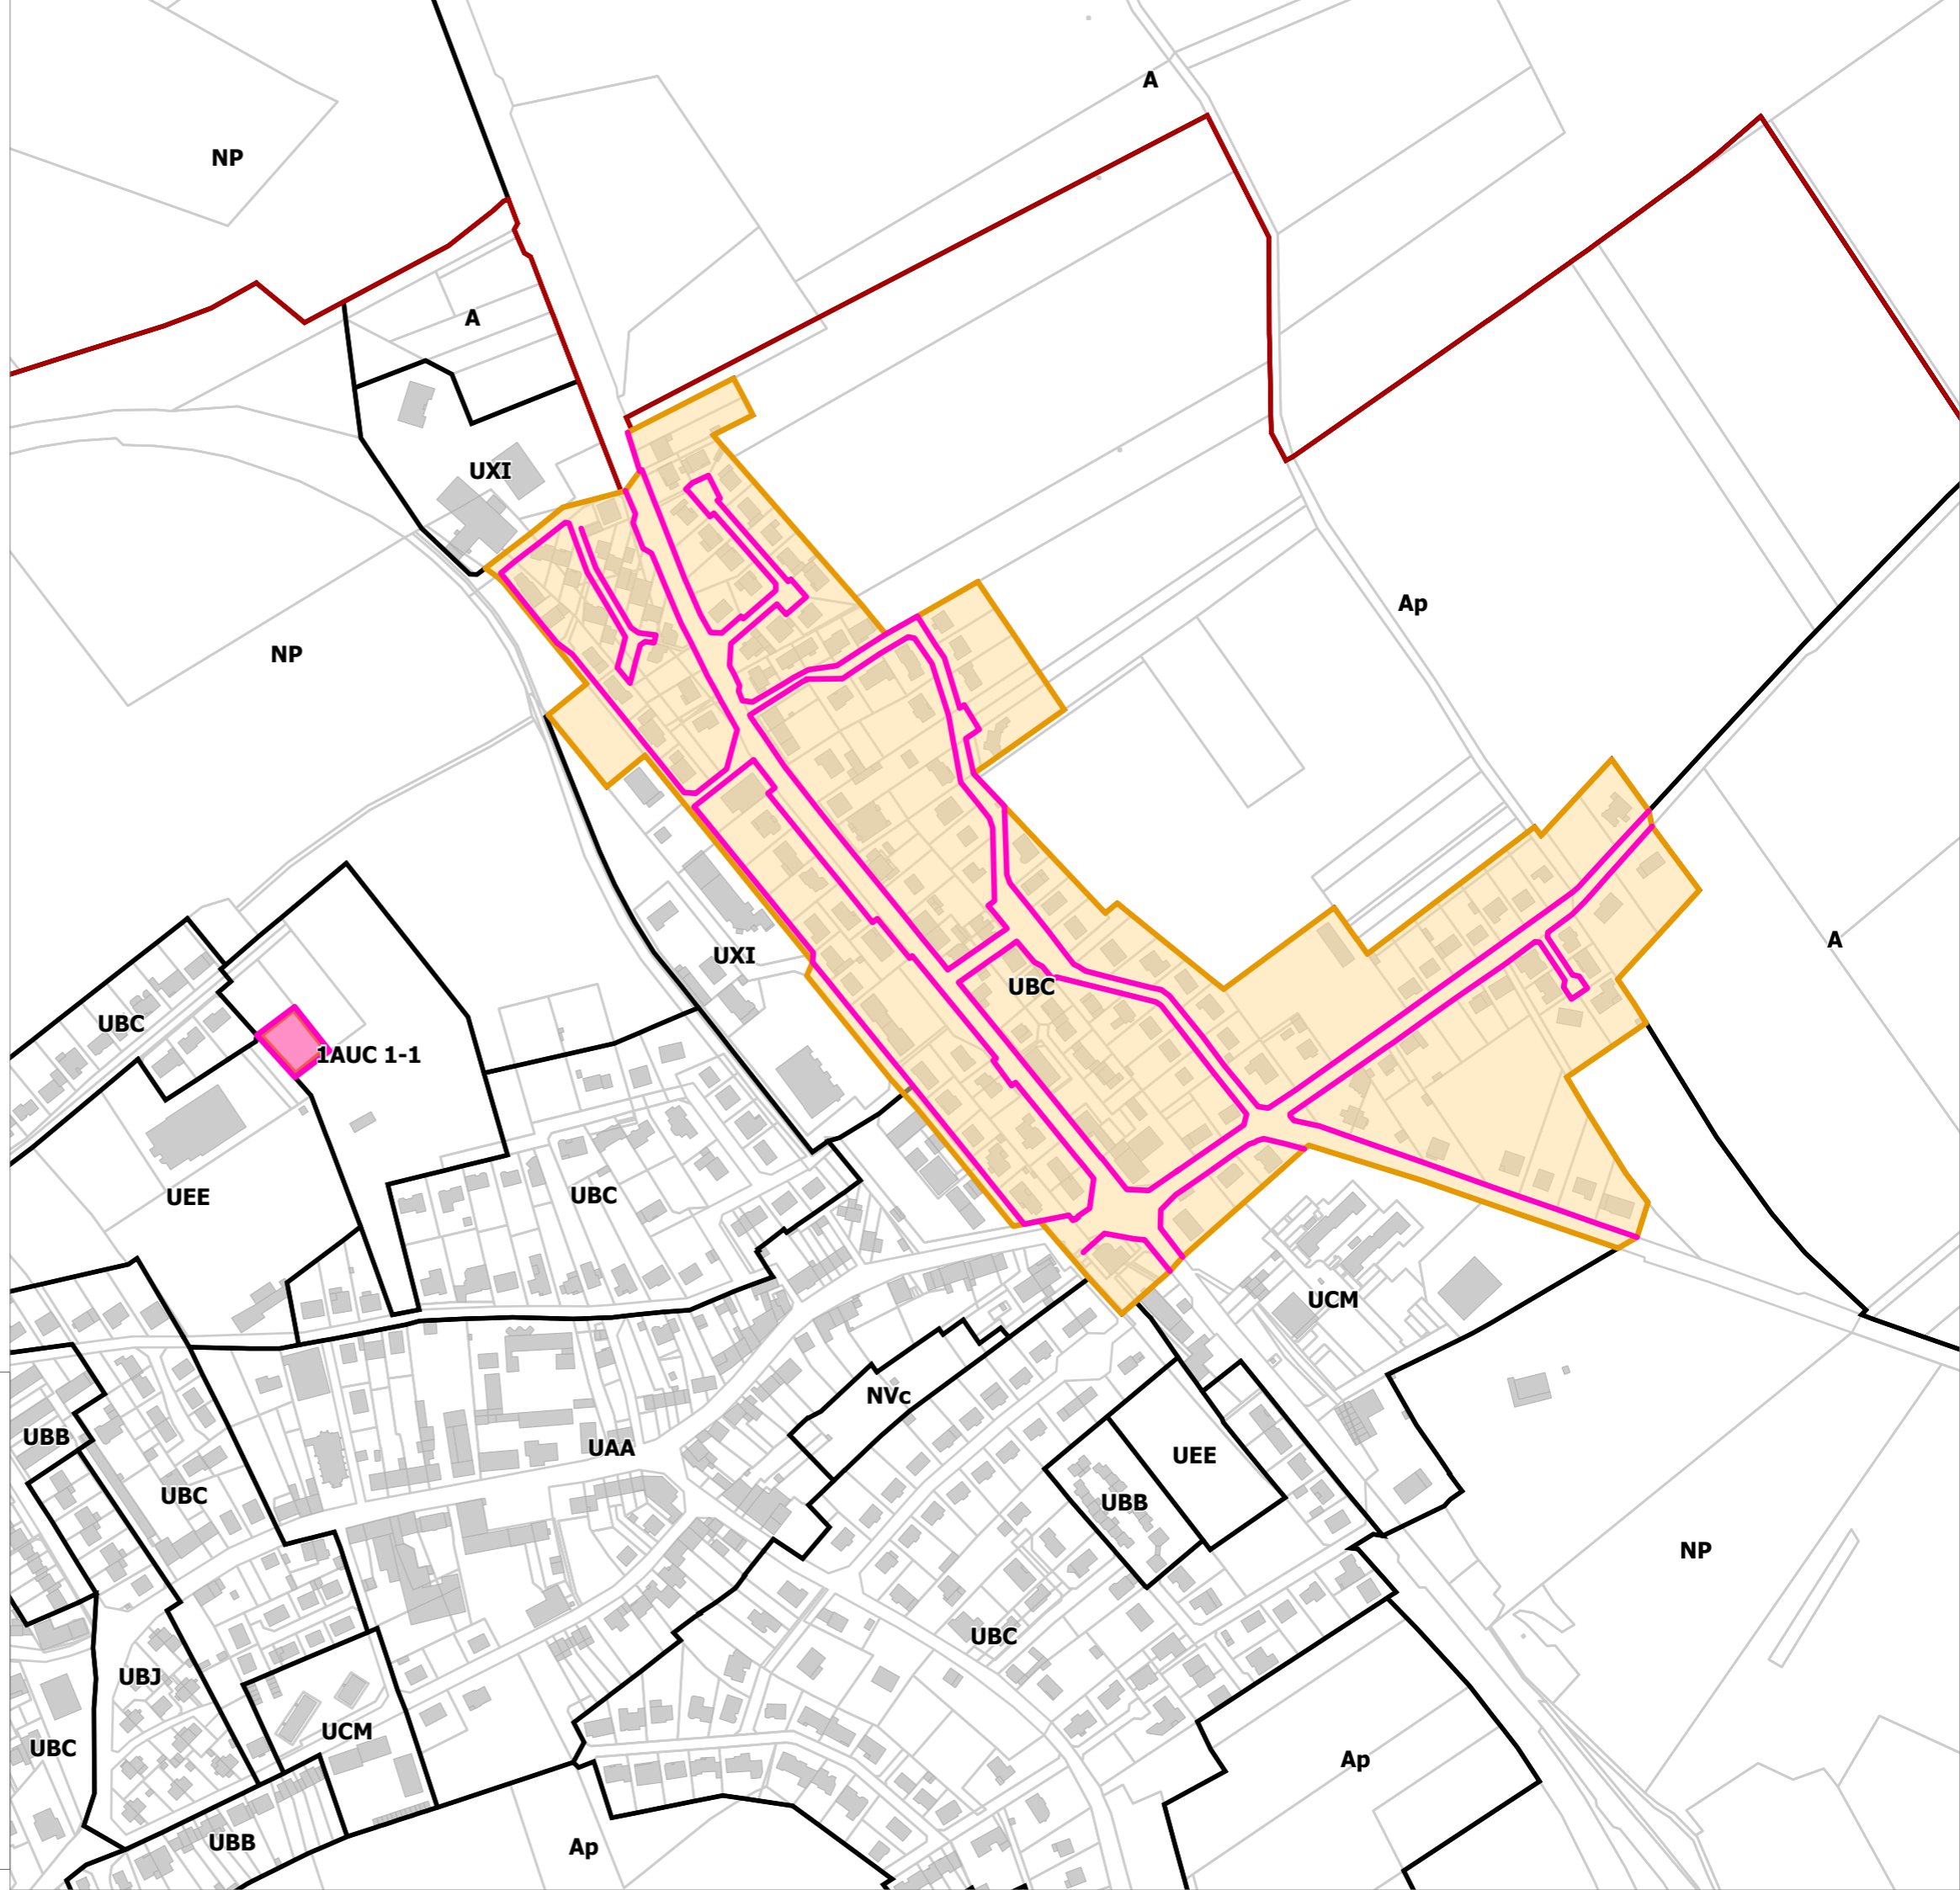 A
NP
A
UXI
Ap
NP
A
UXI
UBC
UBC
1AUC 1-1
UEE
UBC
UCM
NVc
UBB
UAA
UEE
UBC
UBB
NP
UBC
UBJ
UCM
UBC
Ap
UBB
Ap